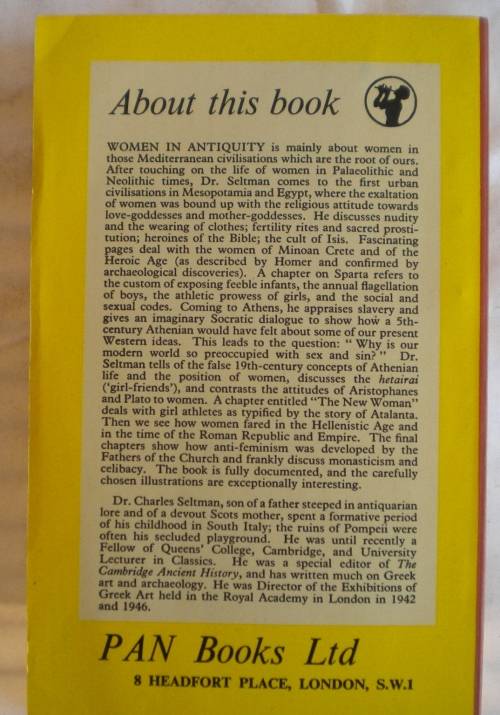 About this book
WOMEN IN ANTIQUITY is mainly about women in
those Mediterranean civilisations which are the root of ours.
After touching on the life of women in Palaeolithic and
Neolithic times, Dr. Seltman comes to the first urban
civilisations in Mesopotamia and Egypt, where the exaltation
of women was bound up with the religious attitude towards
love-goddesses and mother-goddesses. He discusses nudity
and the wearing of clothes; fertility rites and sacred prosti-
tution; heroines of the Bible; the cult of Isis. Fascinating
pages deal with the women of Minoan Crete and of the
Heroic Age (as described by Homer and confirmed by
archaeological discoveries). A chapter on Sparta refers to
the custom of exposing feeble infants, the annual flagellation
of boys, the athletic prowess of girls, and the social and
sexual codes. Coming to Athens, he appraises slavery and
gives an imaginary Socratic dialogue to show how a 5th-
century Athenian would have felt about some of our present
Western ideas. This leads to the question: " Why is our
modern world so preoccupied with sex and sin? " Dr.
Seltman tells of the false 19th-century concepts of Athenian
life and the position of women, discusses the hetairai
('girl-friends'), and contrasts the attitudes of Aristophanes
and Plato to women. A chapter entitled "The New Woman"
deals with girl athletes as typified by the story of Atalanta.
Then we see how women fared in the Hellenistic Age and
in the time of the Roman Republic and Empire. The final
chapters show how anti-feminism was developed by the
Fathers of the Church and frankly discuss monasticism and
celibacy. The book is fully documented, and the carefully
chosen illustrations are exceptionally interesting.
Dr. Charles Seltman, son of a father steeped in antiquarian
lore and of a devout Scots mother, spent a formative period
of his childhood in South Italy; the ruins of Pompeii were
often his secluded playground. He was until recently a
Fellow of Queens' College, Cambridge, and University
Lecturer in Classics. He was a special editor of The
Cambridge Ancient History, and has written much on Greek
art and archaeology. He was Director of the Exhibitions of
Greek Art held in the Royal Academy in London in 1942
and 1946.
PAN Books Ltd
8 HEADFORT PLACE, LONDON, S.W.1